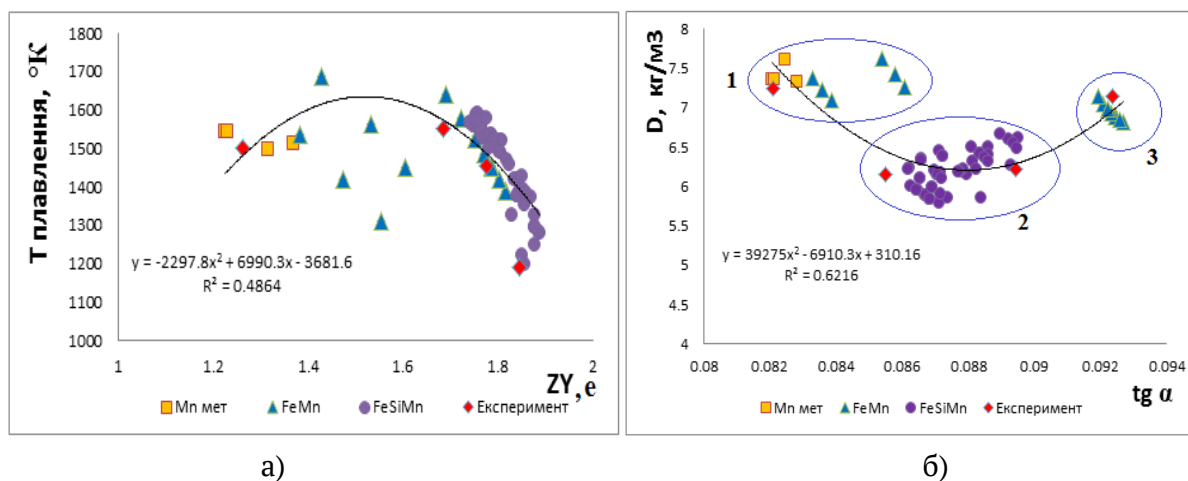 1800
1700
1600
1500
1400
1300
1200
1100
1000
Т плавлення, °К
y = -2297.8x² + 6990.3x - 3681.6
R² = 0.4864
1 1.2 1.4 1.6 1.8 2
ZY, е
Mn мет FeMn FeSiMn Експеримент
а)
D, кг/м3
8
7.5
7
6.5
6
5.5
5
4.5
4
1
2
3
y = 39275x² - 6910.3x + 310.16
R² = 0.6216
0.08 0.082 0.084 0.086 0.088 0.09 0.092 0.094
tg α
Mn мет FeMn FeSiMn Експеримент
б)